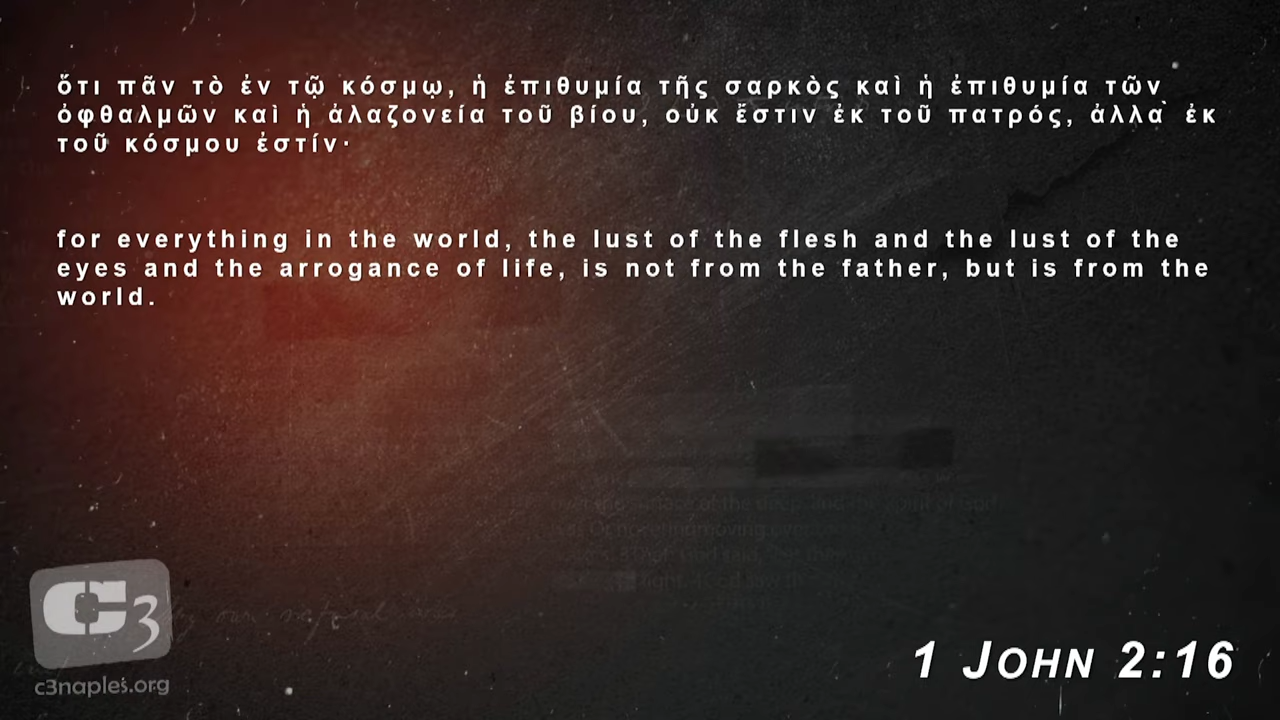 ὅτι πᾶν τὸ ἐν τῷ κόσμῳ, ἡ ἐπιθυμία τῆς σαρκὸς καὶ ἡ ἐπιθυμία τῶν
ὀφθαλμῶν καὶ ἡ ἀλαζονεία τοῦ βίου, οὐκ ἔστιν ἐκ τοῦ πατρός, ἀλλὰ ἐκ
τοῦ κόσμου ἐστίν·
for everything in the world, the lust of the flesh and the lust of the
eyes and the arrogance of life, is not from the father, but is from the
world.
C3
c3naples.org
1 JOHN 2:16